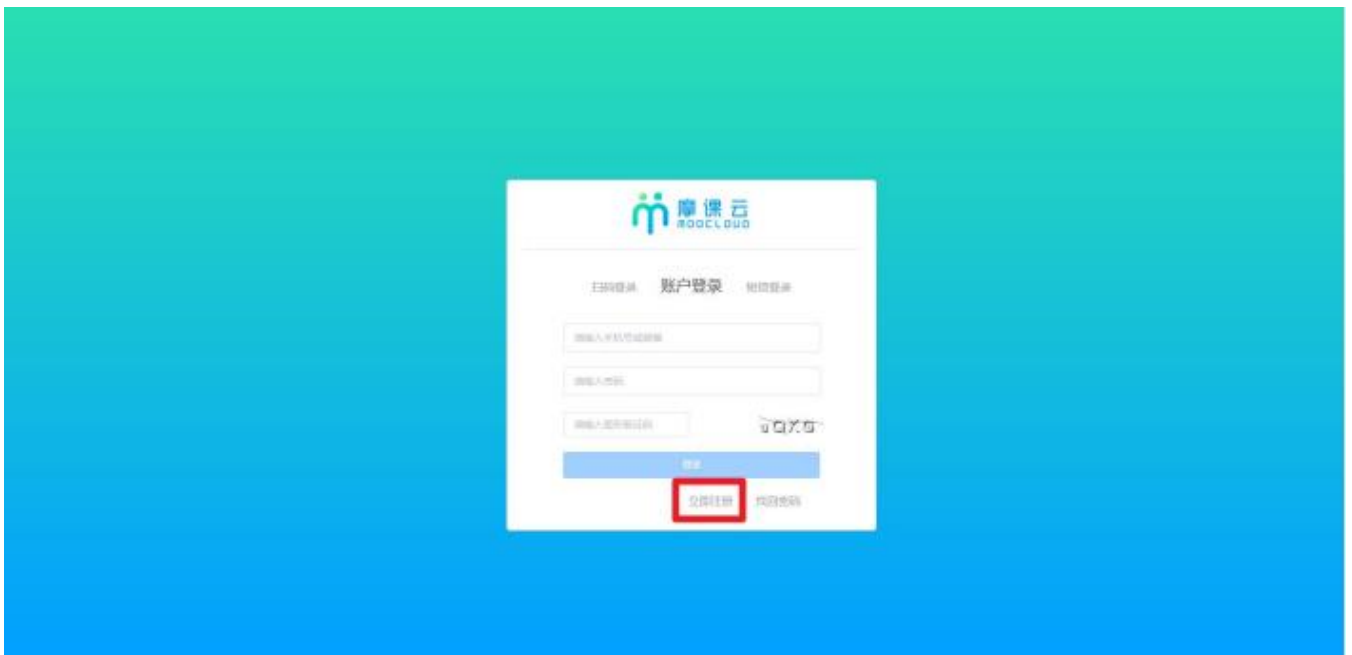 摩课云
MOOCLOUD
扫码登录 账户登录 短信登录
请输入手机号或邮箱
请输入密码
请输入图形验证码
登录
立即注册 找回密码